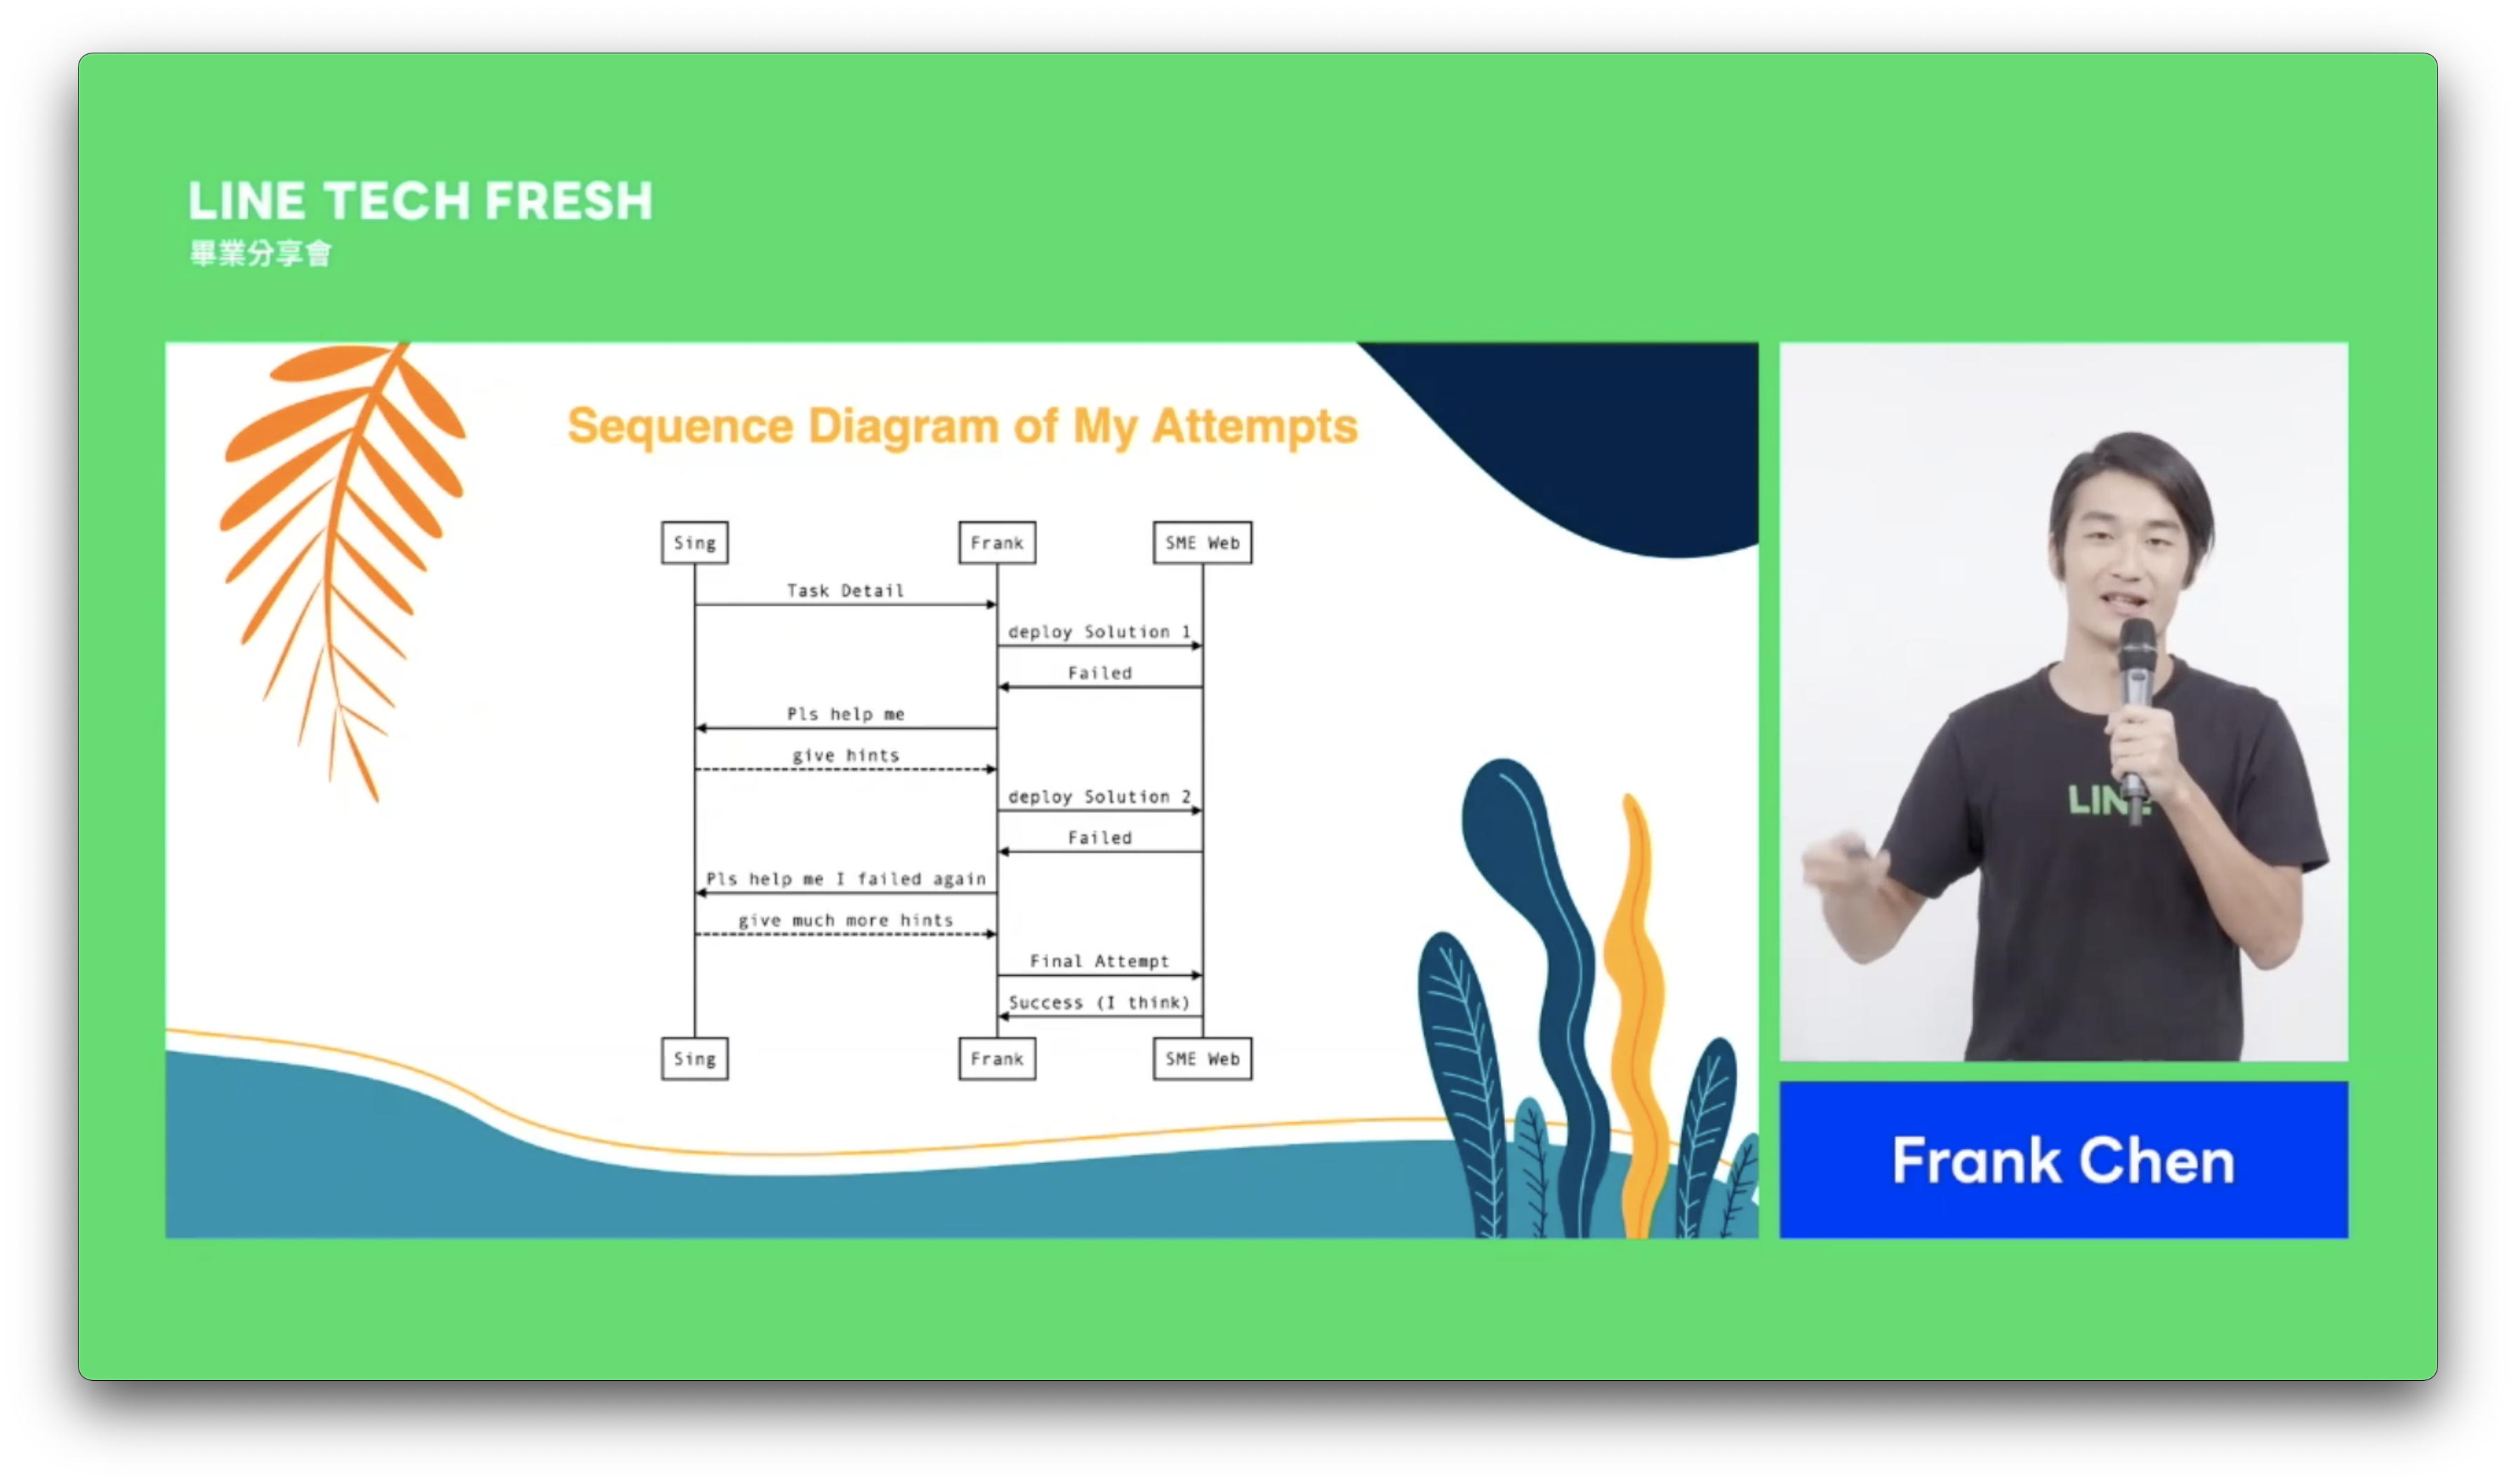 LINE TECH FRESH
畢業分享會
Sequence Diagram of My Attempts
Sing
Frank
SME Web
Task Detail
deploy Solution 1
Failed
Pls help me
give hints
deploy Solution 2
Failed
Pls help me I failed again
give much more hints
Final Attempt
Success (I think)
Sing
Frank
SME Web
LINE
Frank Chen